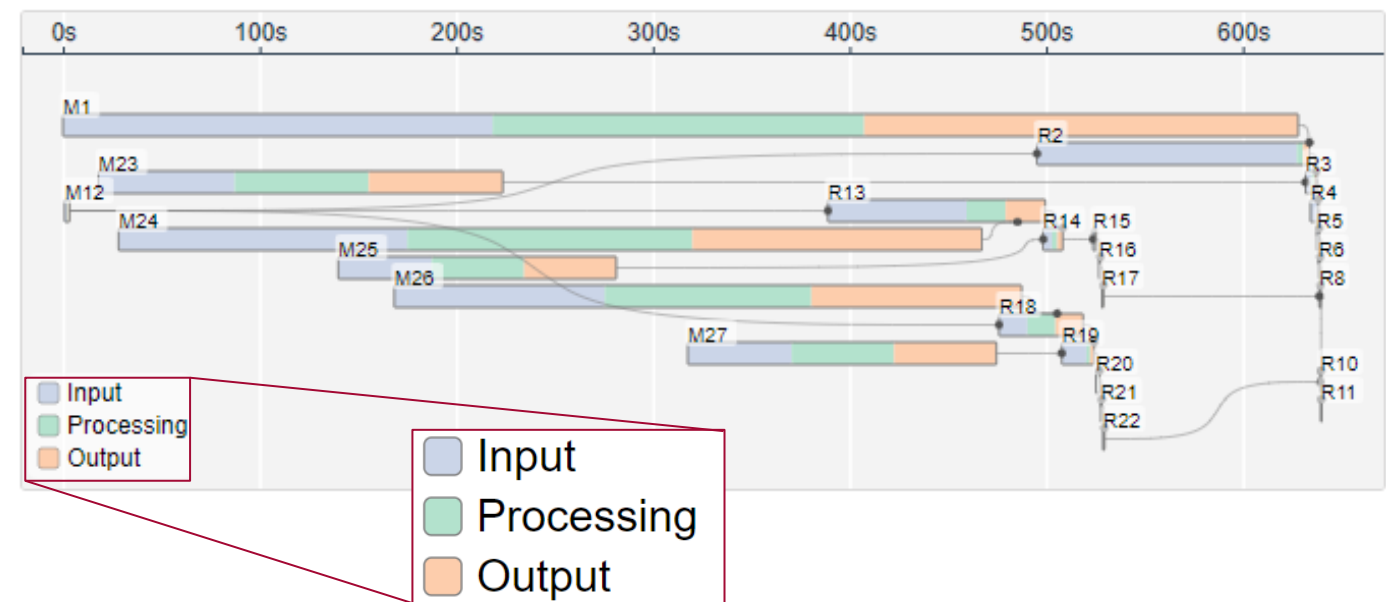 0s 100s 200s 300s 400s 500s 600s
M1
R2
M23
R3
M12
R13
R4
M24
R14
R15
R5
M25
R16
R6
M26
R17
R8
R18
M27
R19
R20
R10
R21
R11
R22
Input
Processing
Output
Input
Processing
Output